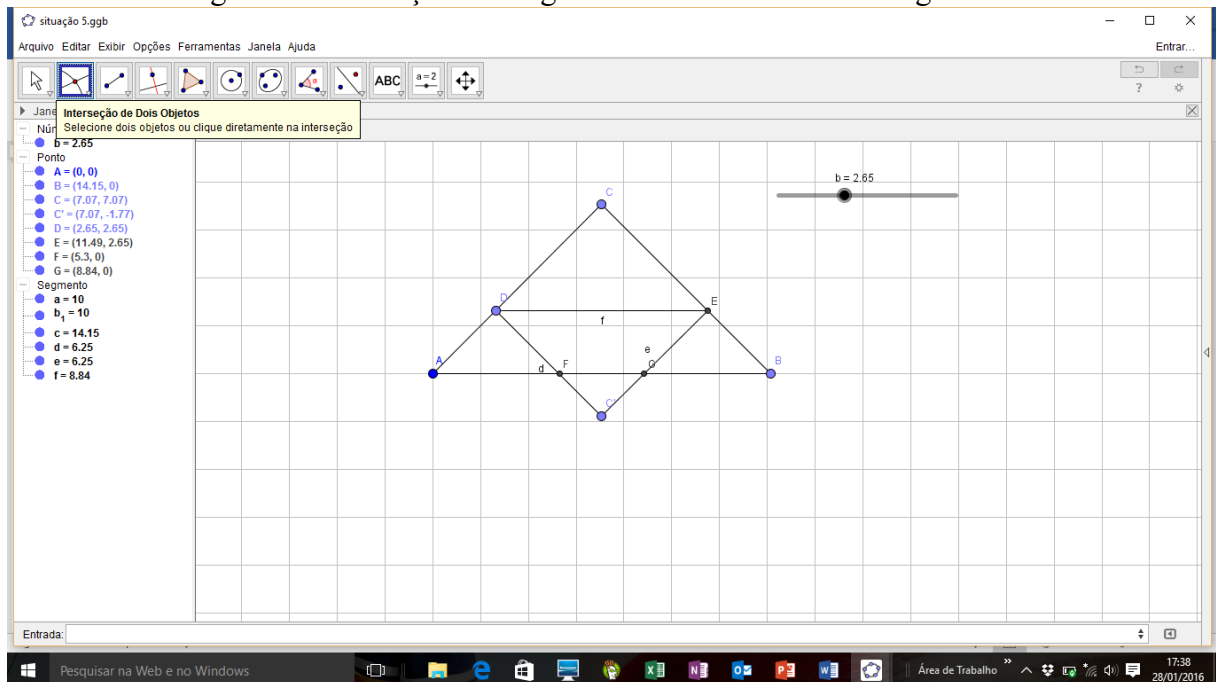 situação 5.ggb
Arquivo Editar Exibir Opções Ferramentas Janela Ajuda
Entrar...
ABC
a = 2
?
Jane
Interseção de Dois Objetos
Selecione dois objetos ou clique diretamente na interseção
b = 2.65
Ponto
A = (0, 0)
B = (14.15, 0)
C = (7.07, 7.07)
C' = (7.07, -1.77)
D = (2.65, 2.65)
E = (11.49, 2.65)
F = (5.3, 0)
G = (8.84, 0)
Segmento
a = 10
b₁ = 10
c = 14.15
d = 6.25
e = 6.25
f = 8.84
b = 2.65
C
D
E
f
e
A
d
F
G
B
C'
Entrada:
Pesquisar na Web e no Windows
Área de Trabalho
17:38
28/01/2016